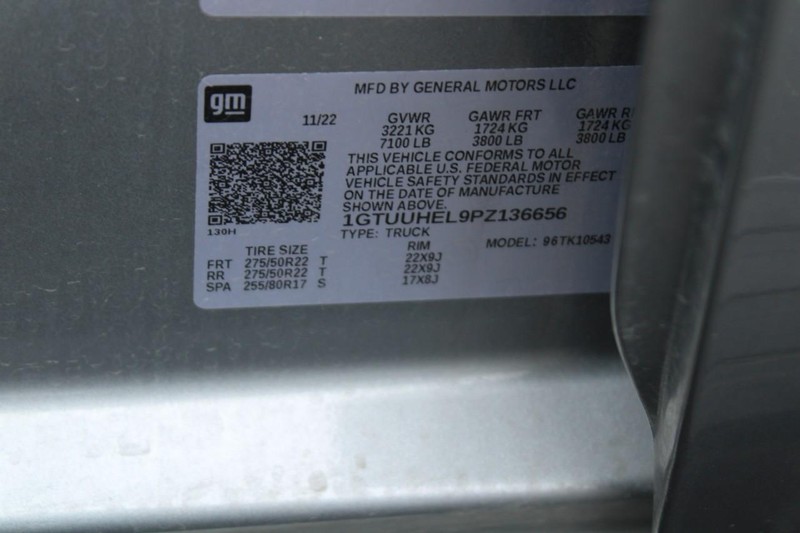 MFD BY GENERAL MOTORS LLC
gm
11/22 GVWR GAWR FRT GAWR R
3221 KG 1724 KG 1724 KG
7100 LB 3800 LB 3800 LB
THIS VEHICLE CONFORMS TO ALL
APPLICABLE U.S. FEDERAL MOTOR
VEHICLE SAFETY STANDARDS IN EFFECT
ON THE DATE OF MANUFACTURE
SHOWN ABOVE.
1GTUUHEL9PZ136656
130H
TYPE: TRUCK MODEL: 96TK10543
TIRE SIZE RIM
FRT 275/50R22 T 22X9J
RR 275/50R22 T 22X9J
SPA 255/80R17 S 17X8J